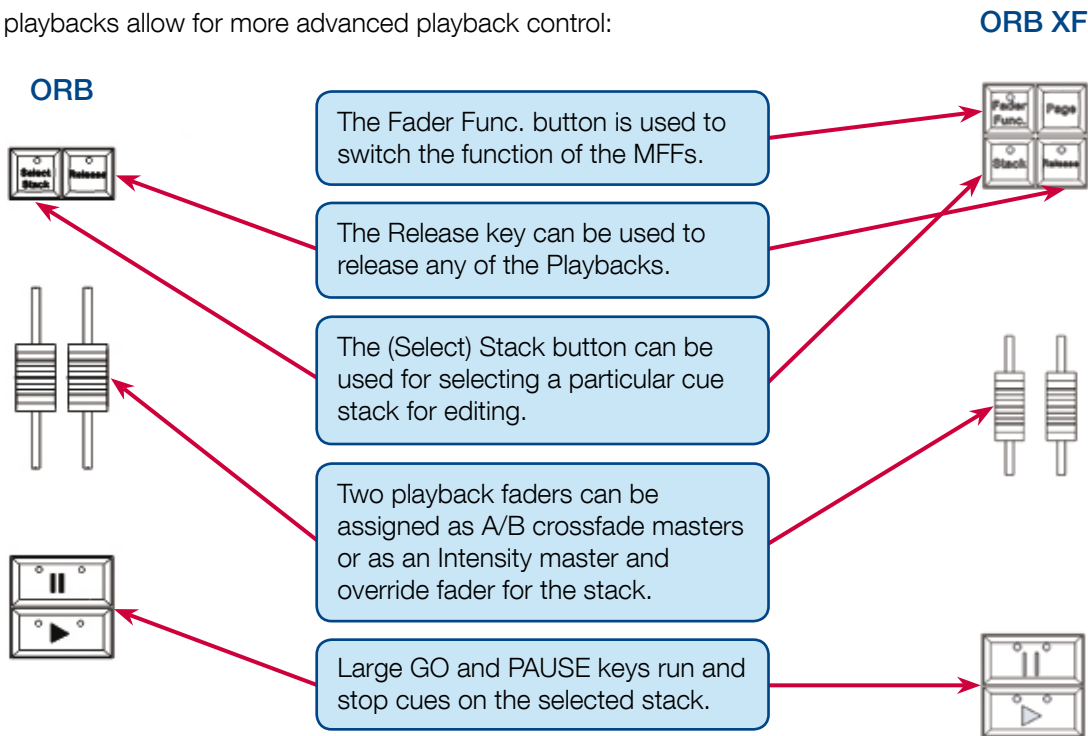 playbacks allow for more advanced playback control:
ORB XF
ORB
The Fader Func. button is used to
switch the function of the MFFs.
Fader
Func.
Page
Stack
Release
Select
Stack
Release
The Release key can be used to
release any of the Playbacks.
The (Select) Stack button can be
used for selecting a particular cue
stack for editing.
Two playback faders can be
assigned as A/B crossfade masters
or as an Intensity master and
override fader for the stack.
Large GO and PAUSE keys run and
stop cues on the selected stack.